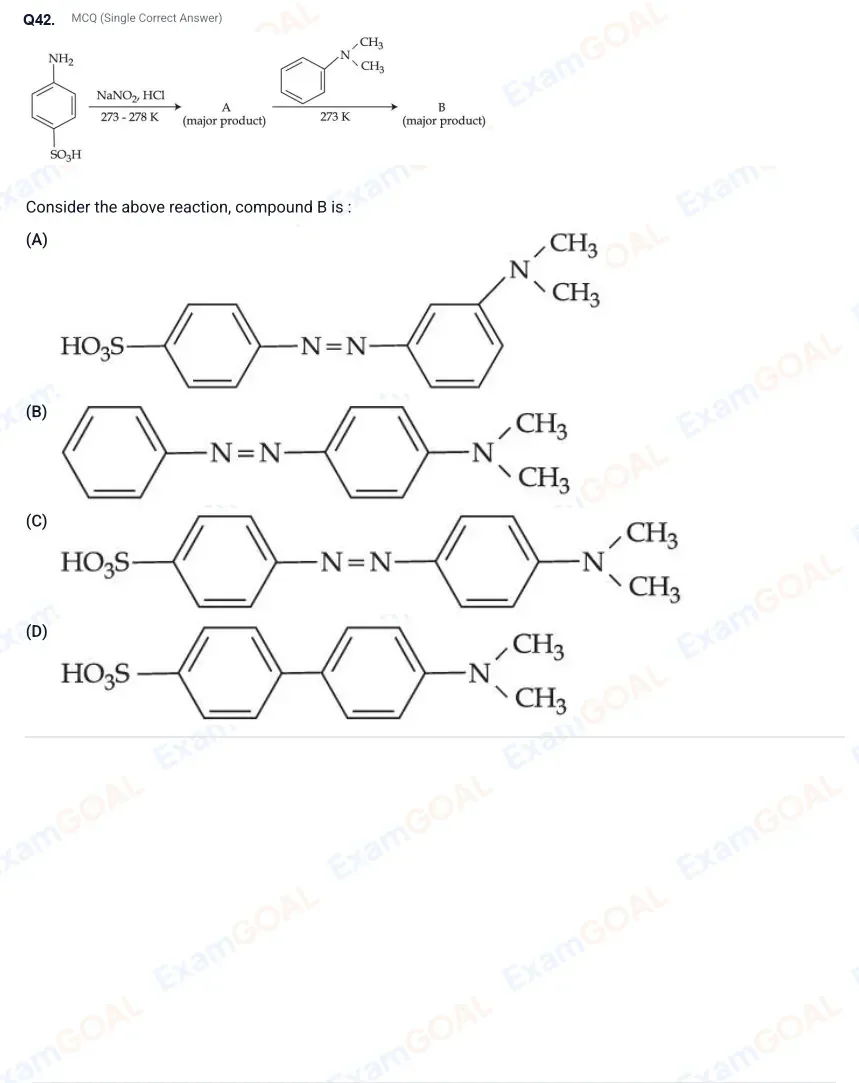 Q42. MCQ (Single Correct Answer)
NH₂
SO₃H
NaNO₂, HCl
273 - 278 K
A
(major product)
N
CH₃
CH₃
273 K
B
(major product)
Consider the above reaction, compound B is :
(A)
HO₃S
N=N
N
CH₃
CH₃
(B)
N=N
N
CH₃
CH₃
(C)
HO₃S
N=N
N
CH₃
CH₃
(D)
HO₃S
N
CH₃
CH₃
ExamGOAL